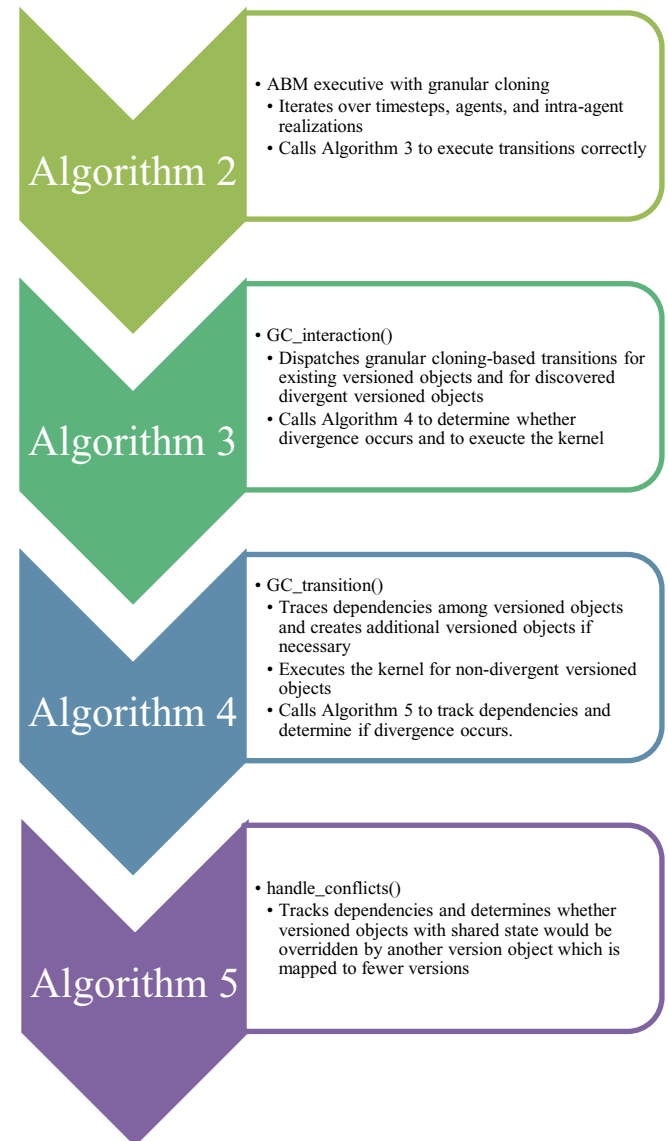 Algorithm 2
• ABM executive with granular cloning
• Iterates over timesteps, agents, and intra-agent
realizations
• Calls Algorithm 3 to execute transitions correctly
Algorithm 3
• GC_interaction()
• Dispatches granular cloning-based transitions for
existing versioned objects and for discovered
divergent versioned objects
• Calls Algorithm 4 to determine whether
divergence occurs and to exeucte the kernel
Algorithm 4
• GC_transition()
• Traces dependencies among versioned objects
and creates additional versioned objects if
necessary
• Executes the kernel for non-divergent versioned
objects
• Calls Algorithm 5 to track dependencies and
determine if divergence occurs.
Algorithm 5
• handle_conflicts()
• Tracks dependencies and determines whether
versioned objects with shared state would be
overridden by another version object which is
mapped to fewer versions